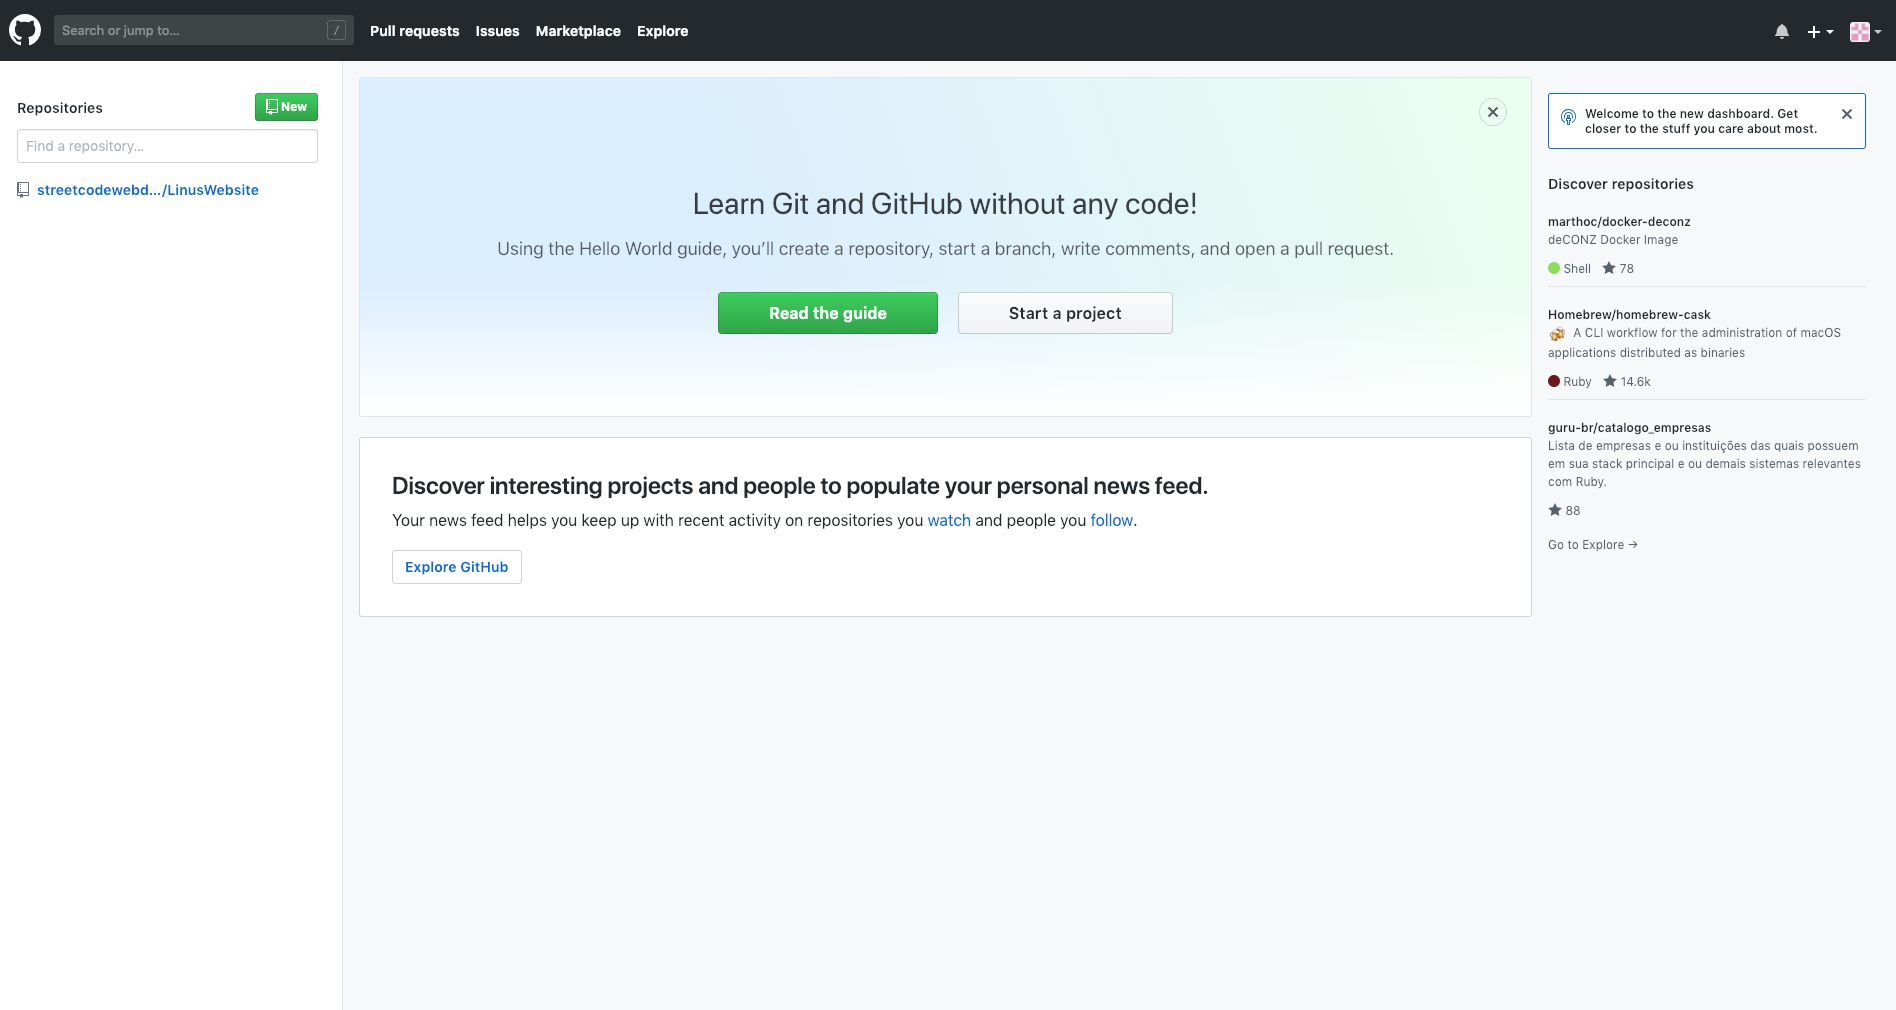 Search or jump to...
/
Pull requests
Issues
Marketplace
Explore
Repositories
New
Find a repository...
streetcodewebd.../LinusWebsite
Learn Git and GitHub without any code!
Using the Hello World guide, you’ll create a repository, start a branch, write comments, and open a pull request.
Read the guide
Start a project
Discover interesting projects and people to populate your personal news feed.
Your news feed helps you keep up with recent activity on repositories you watch and people you follow.
Explore GitHub
Welcome to the new dashboard. Get
closer to the stuff you care about most.
Discover repositories
marthoc/docker-deconz
deCONZ Docker Image
Shell 78
Homebrew/homebrew-cask
A CLI workflow for the administration of macOS
applications distributed as binaries
Ruby 14.6k
guru-br/catalogo_empresas
Lista de empresas e ou instituições das quais possuem
em sua stack principal e ou demais sistemas relevantes
com Ruby.
88
Go to Explore →